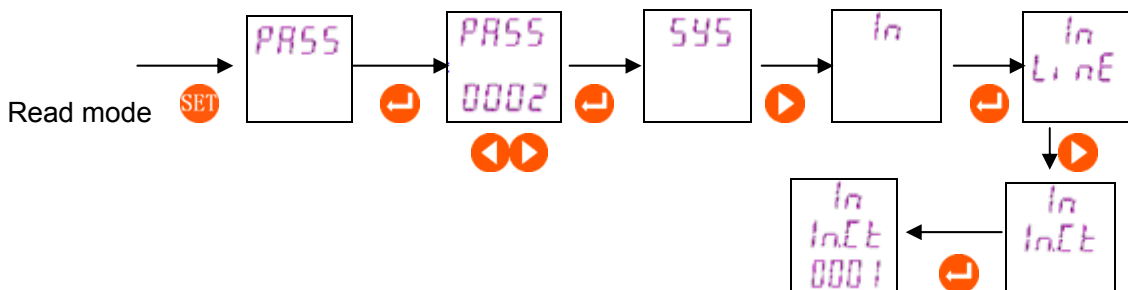 Read mode
SET
PASS
PASS
0002
SYS
In
In
LinE
In
In.Ct
In
In.Ct
0001